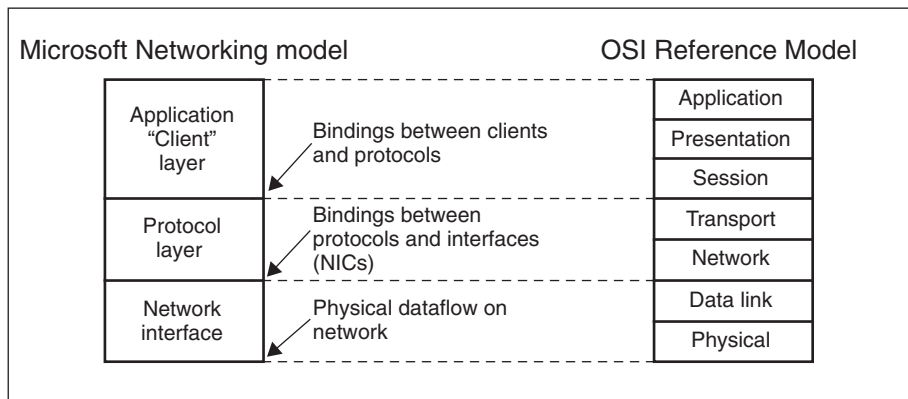 Microsoft Networking model
OSI Reference Model
Application
“Client”
layer
Bindings between clients
and protocols
Protocol
layer
Bindings between
protocols and interfaces
(NICs)
Network
interface
Physical dataflow on
network
Application
Presentation
Session
Transport
Network
Data link
Physical